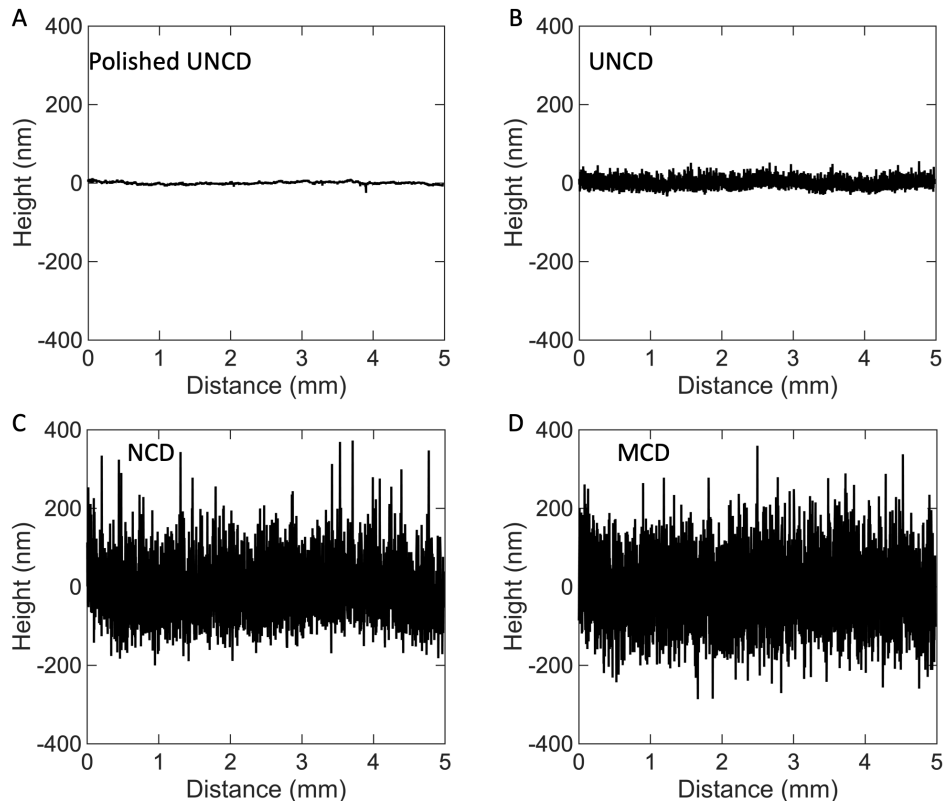 A
Polished UNCD
400
200
0
-200
-400
Height (nm)
0 1 2 3 4 5
Distance (mm)
B
UNCD
400
200
0
-200
-400
Height (nm)
0 1 2 3 4 5
Distance (mm)
C
NCD
400
200
0
-200
-400
Height (nm)
0 1 2 3 4 5
Distance (mm)
D
MCD
400
200
0
-200
-400
Height (nm)
0 1 2 3 4 5
Distance (mm)